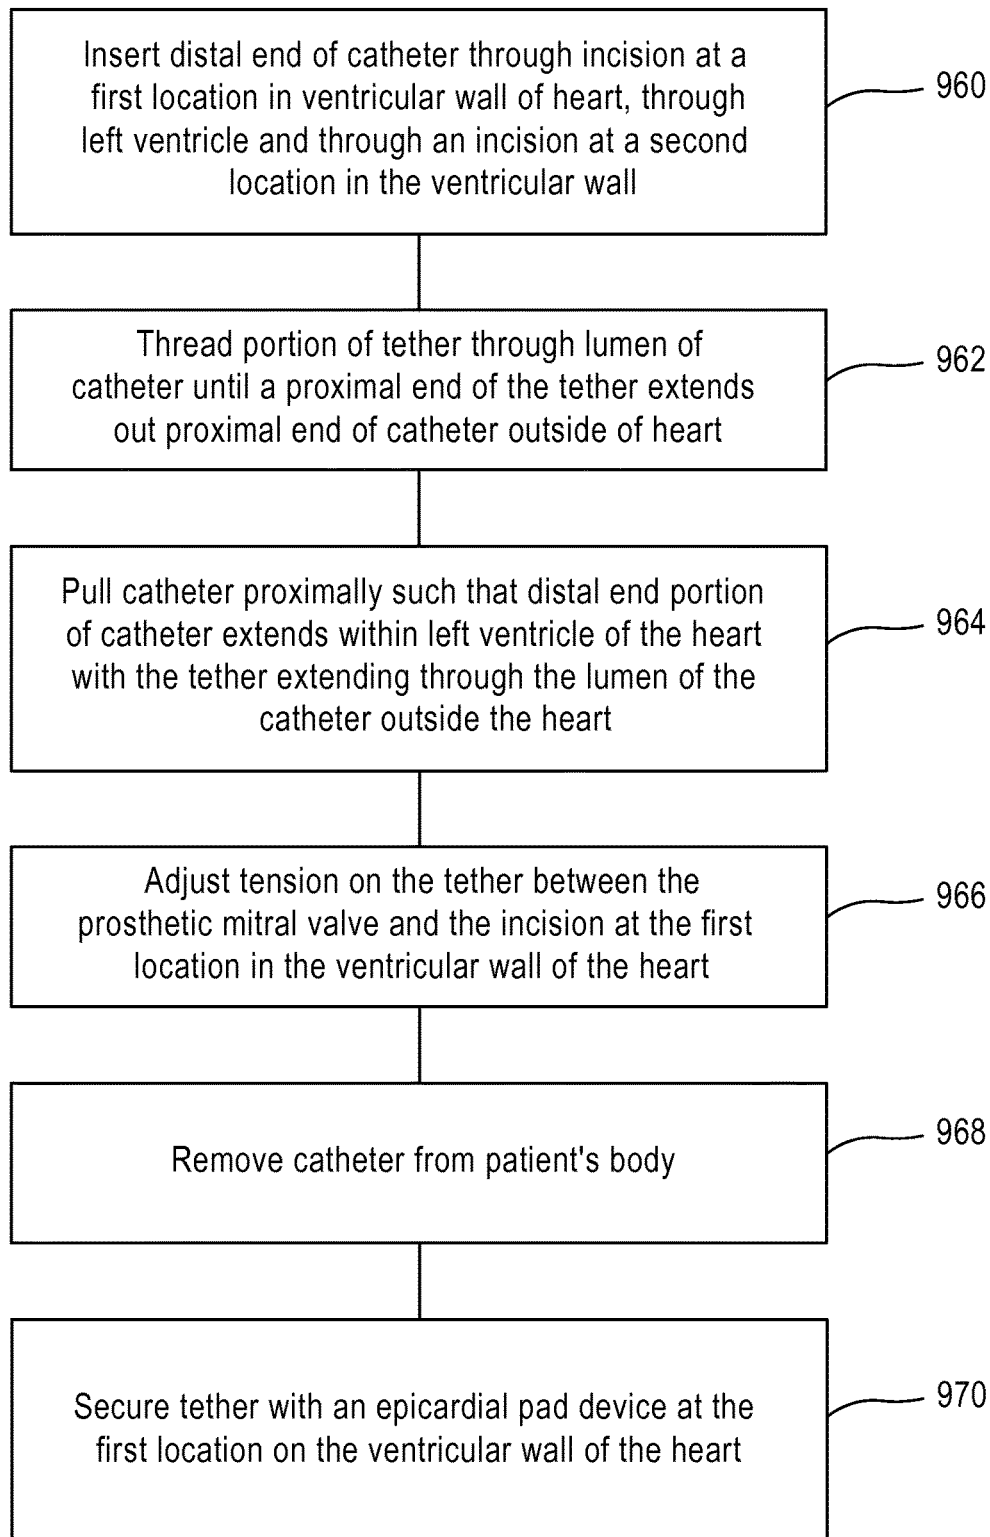 Insert distal end of catheter through incision at a
first location in ventricular wall of heart, through
left ventricle and through an incision at a second
location in the ventricular wall
960
Thread portion of tether through lumen of
catheter until a proximal end of the tether extends
out proximal end of catheter outside of heart
962
Pull catheter proximally such that distal end portion
of catheter extends within left ventricle of the heart
with the tether extending through the lumen of the
catheter outside the heart
964
Adjust tension on the tether between the
prosthetic mitral valve and the incision at the first
location in the ventricular wall of the heart
966
Remove catheter from patient's body
968
Secure tether with an epicardial pad device at the
first location on the ventricular wall of the heart
970